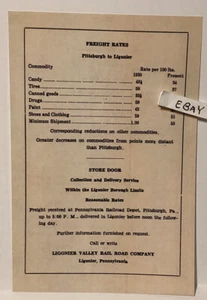 FREIGHT RATES
Pittsburgh to Ligonier
Commodity Rate per 100 lbs.
1930 Present
Candy
Tires
Canned goods
Drugs
Paint
Shoes and Clothing
Minimum Shipment
EBAY
Corresponding reductions on other commodities.
Greater decreases on commodities from points more distant
than Pittsburgh.
STORE DOOR
Collection and Delivery Service
Within the Ligonier Borough Limits
Reasonable Rates
Freight received at Pennsylvania Railroad Depot, Pittsburgh, Pa.,
up to P. M., delivered in Ligonier before noon the follow-
ing day.
Further information furnished on request.
Call or write
LIGONIER VALLEY RAIL ROAD COMPANY
Ligonier, Pennsylvania.